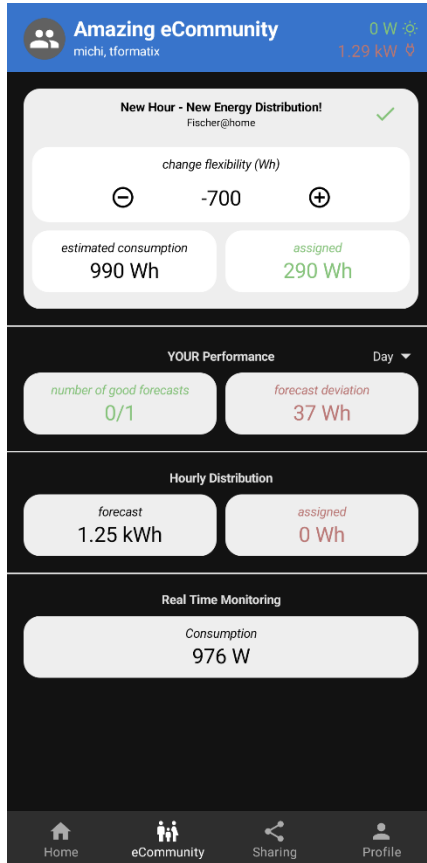 Amazing eCommunity
0 W
michi, tformatix
1.29 kW
New Hour - New Energy Distribution!
Fischer@home
change flexibility (Wh)
-700
estimated consumption
990 Wh
assigned
290 Wh
YOUR Performance
Day
number of good forecasts
0/1
forecast deviation
37 Wh
Hourly Distribution
forecast
1.25 kWh
assigned
0 Wh
Real Time Monitoring
Consumption
976 W
Home
eCommunity
Sharing
Profile